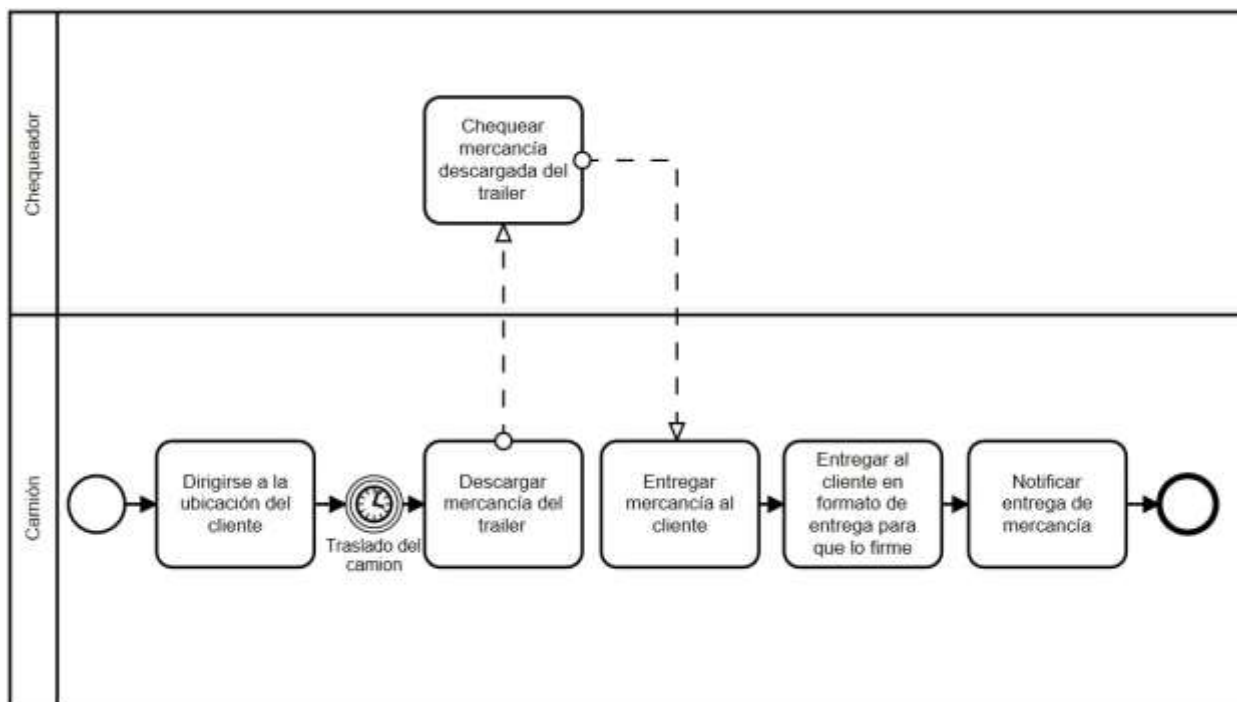 Chequeador
Chequear
mercancía
descargada del
trailer
Camión
Dirigirse a la
ubicación del
cliente
Traslado del
camion
Descargar
mercancía del
trailer
Entregar
mercancía al
cliente
Entregar al
cliente en
formato de
entrega para
que lo firme
Notificar
entrega de
mercancía